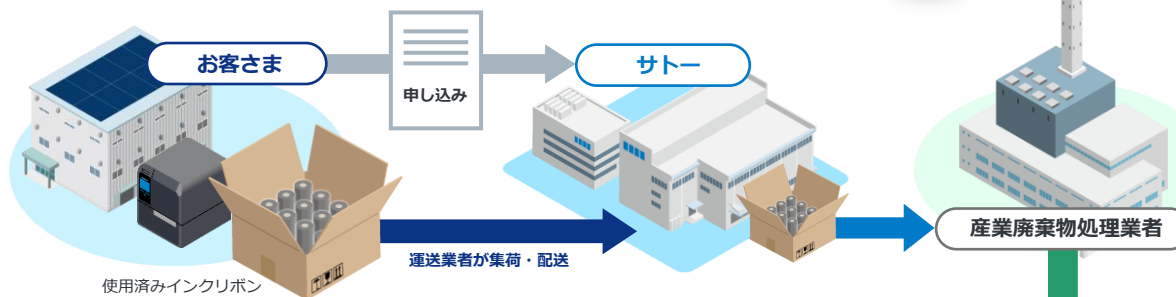 お客さま
申し込み
サトー
産業廃棄物処理業者
運送業者が集荷・配送
使用済みインクリボン